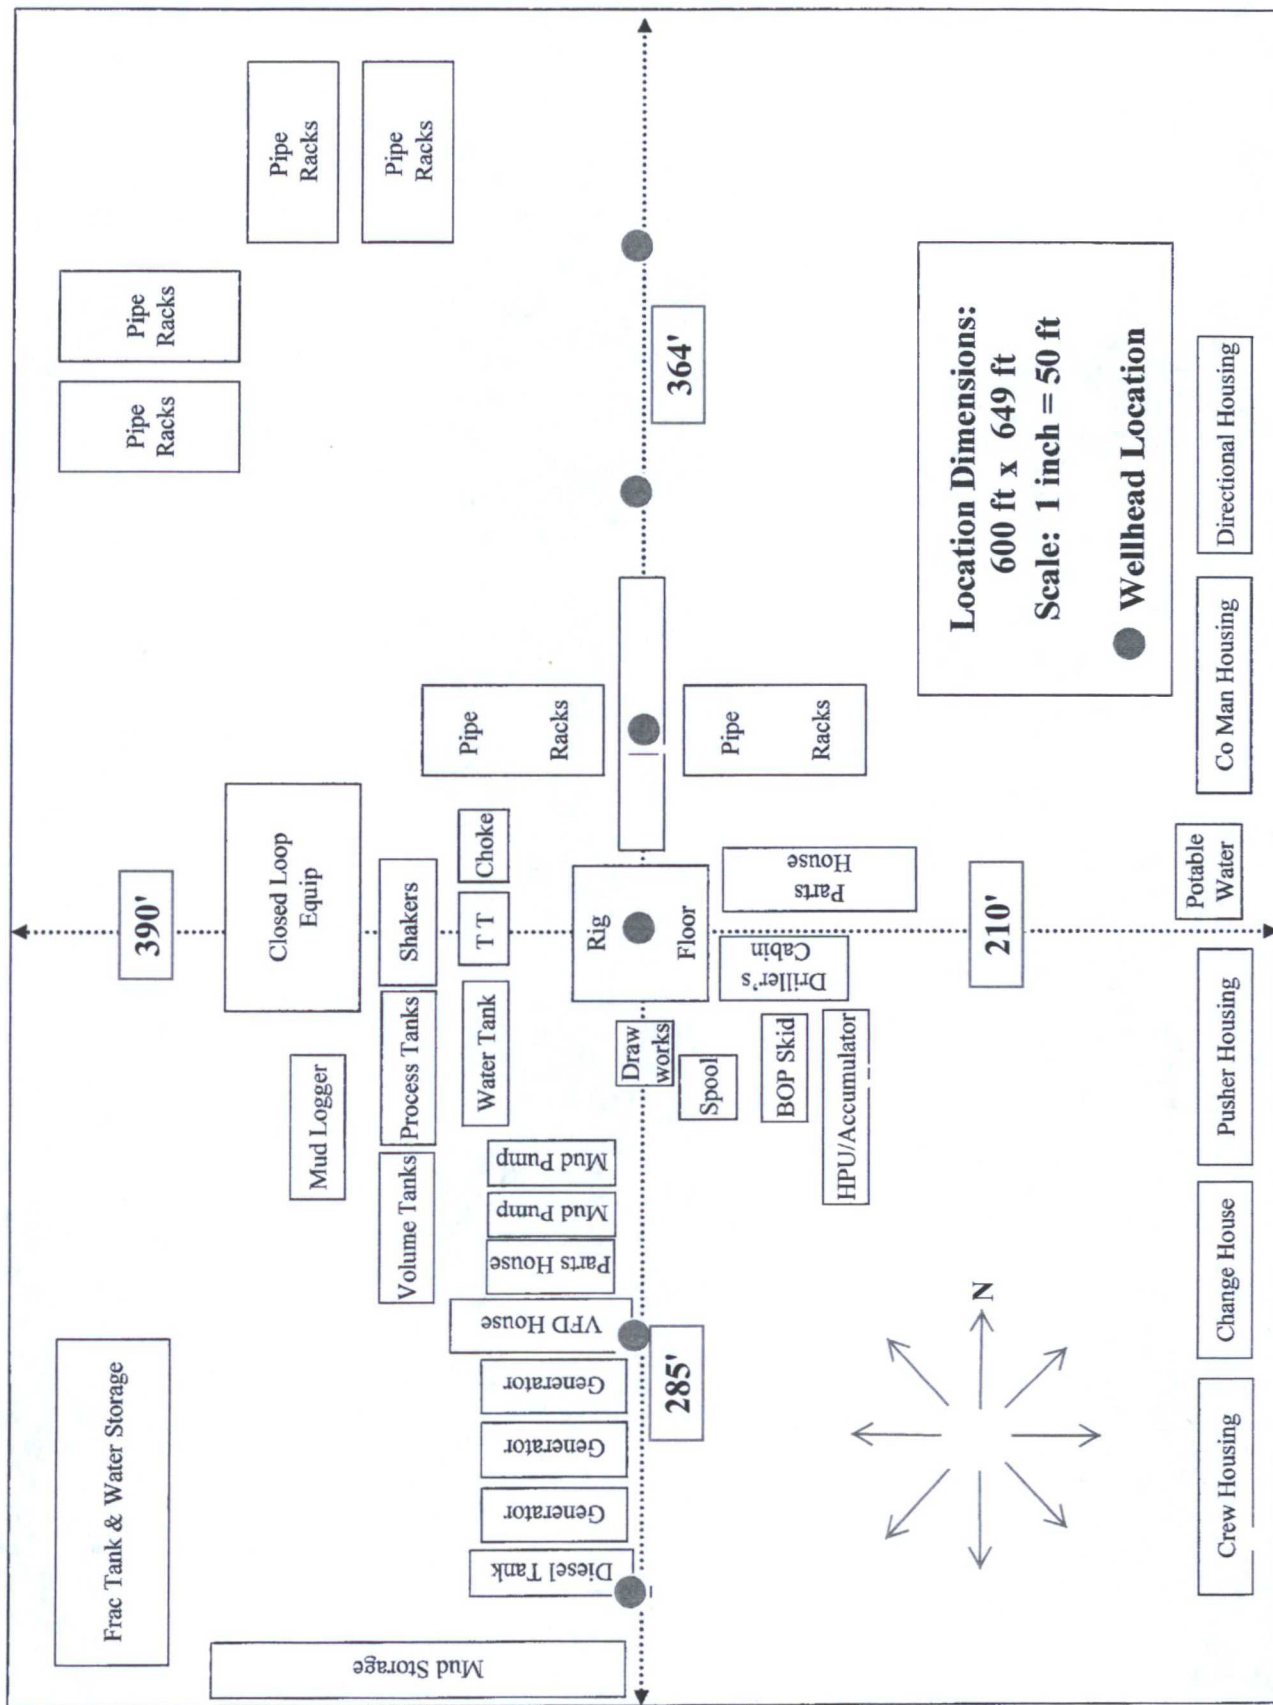 Frac Tank & Water Storage
Mud Storage
Diesel Tank
Generator
Generator
Generator
VFD House
Parts House
Mud Pump
Mud Pump
Volume Tanks
Process Tanks
Shakers
Mud Logger
Closed Loop
Equip
390'
Water Tank
T T
Choke
Pipe
Racks
Pipe
Racks
Pipe
Racks
Pipe
Racks
Pipe
Racks
Pipe
Racks
Rig
Floor
Draw
works
Spool
BOP Skid
HPU/Accumulator
Driller's
Cabin
Parts
House
285'
364'
210'
N
Location Dimensions:
600 ft x 649 ft
Scale: 1 inch = 50 ft
Wellhead Location
Crew Housing
Change House
Pusher Housing
Potable
Water
Co Man Housing
Directional Housing